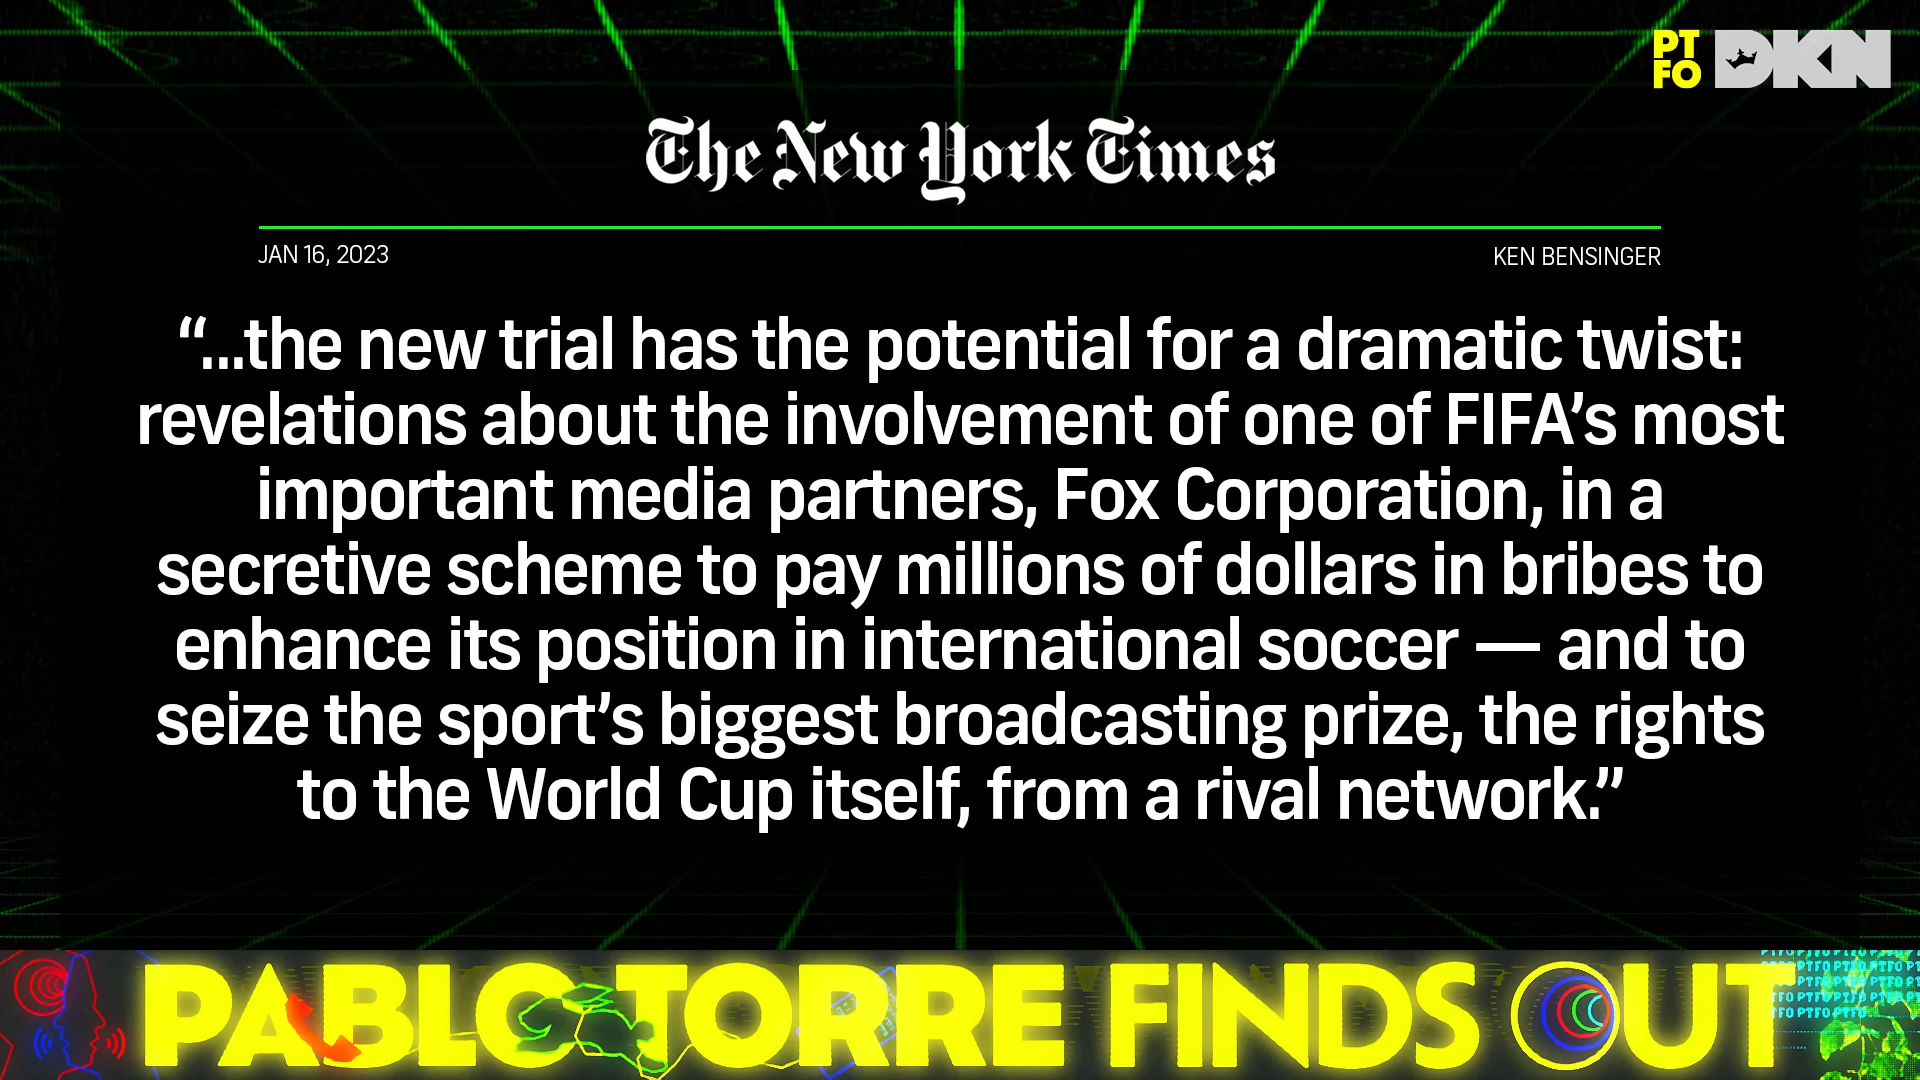 PT
FO
DKN
The New York Times
JAN 16, 2023
KEN BENSINGER
“...the new trial has the potential for a dramatic twist:
revelations about the involvement of one of FIFA’s most
important media partners, Fox Corporation, in a
secretive scheme to pay millions of dollars in bribes to
enhance its position in international soccer — and to
seize the sport’s biggest broadcasting prize, the rights
to the World Cup itself, from a rival network.”
PABLO TORRE FINDS OUT